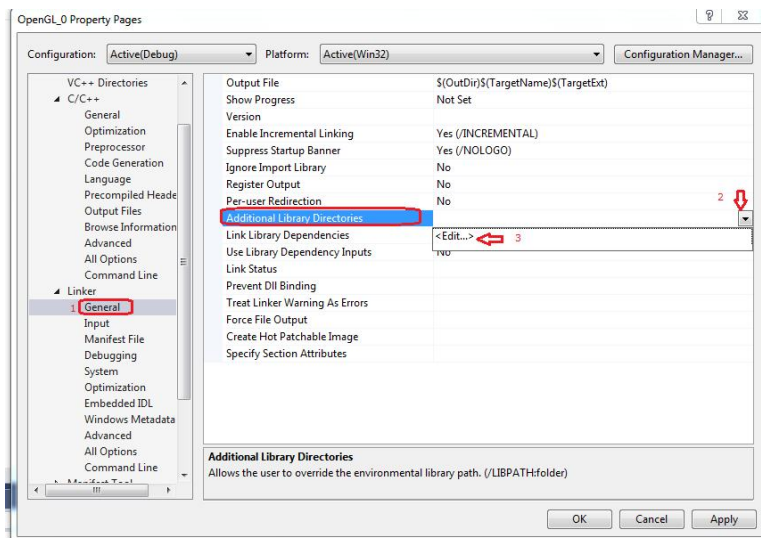 OpenGL_0 Property Pages
Configuration: Active(Debug) Platform: Active(Win32) Configuration Manager...
VC++ Directories
C/C++
General
Optimization
Preprocessor
Code Generation
Language
Precompiled Heade
Output Files
Browse Information
Advanced
All Options
Command Line
Linker
1 General
Input
Manifest File
Debugging
System
Optimization
Embedded IDL
Windows Metadata
Advanced
All Options
Command Line
Manifest Tool
Output File $(OutDir)$(TargetName)$(TargetExt)
Show Progress Not Set
Version
Enable Incremental Linking Yes (/INCREMENTAL)
Suppress Startup Banner Yes (/NOLOGO)
Ignore Import Library No
Register Output No
Per-user Redirection No
2
Additional Library Directories
Link Library Dependencies <Edit...> 3
Use Library Dependency Inputs No
Link Status
Prevent Dll Binding
Treat Linker Warning As Errors
Force File Output
Create Hot Patchable Image
Specify Section Attributes
Additional Library Directories
Allows the user to override the environmental library path. (/LIBPATH:folder)
OK Cancel Apply